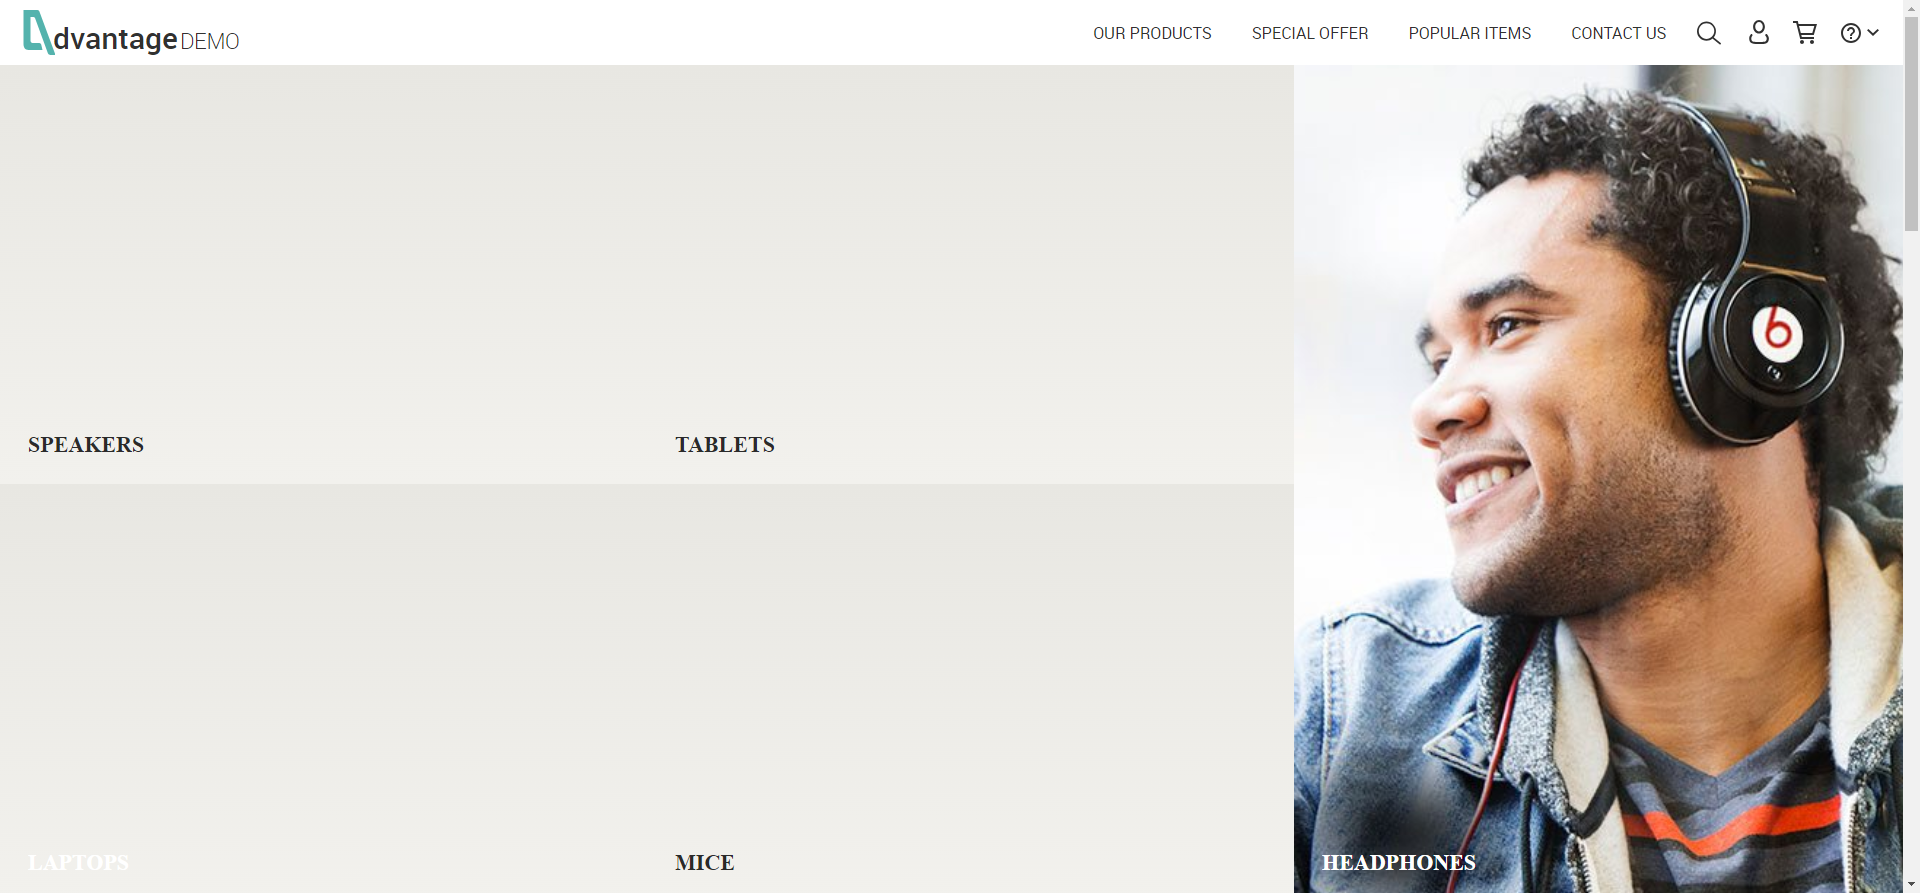 dvantage DEMO
OUR PRODUCTS
SPECIAL OFFER
POPULAR ITEMS
CONTACT US
SPEAKERS
TABLETS
LAPTOPS
MICE
HEADPHONES